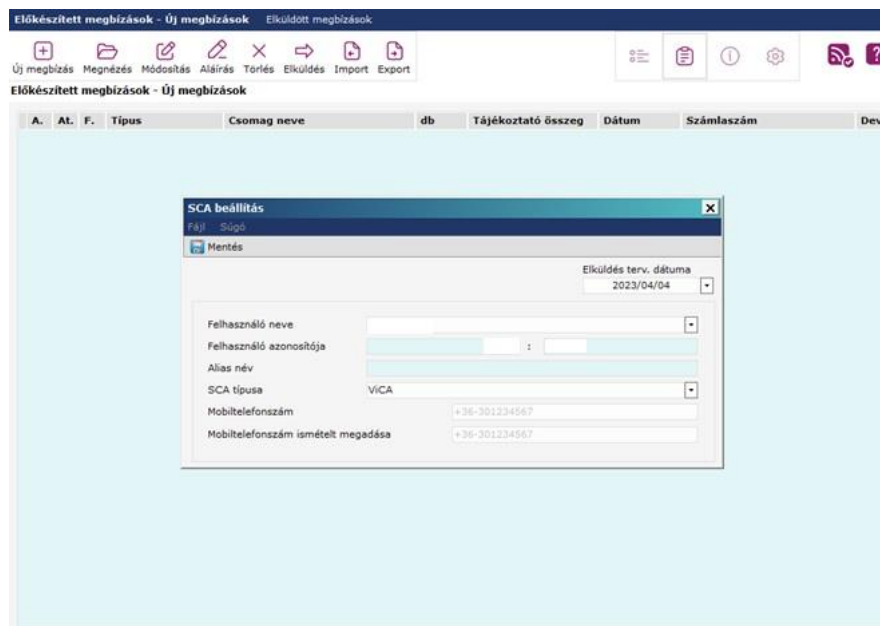 Előkészített megbízások - Új megbízások Elküldött megbízások
Új megbízás Megnézés Módosítás Aláírás Törlés Elküldés Import Export
Előkészített megbízások - Új megbízások
A. At. F. Típus Csomag neve db Tájékoztató összeg Dátum Számlaszám Dev
SCA beállítás
Fájl Súgó
Mentés
Elküldés terv. dátuma
2023/04/04
Felhasználó neve
Felhasználó azonosítója :
Alias név
SCA típusa ViCA
Mobiltelefonszám +36-301234567
Mobiltelefonszám ismételt megadása +36-301234567